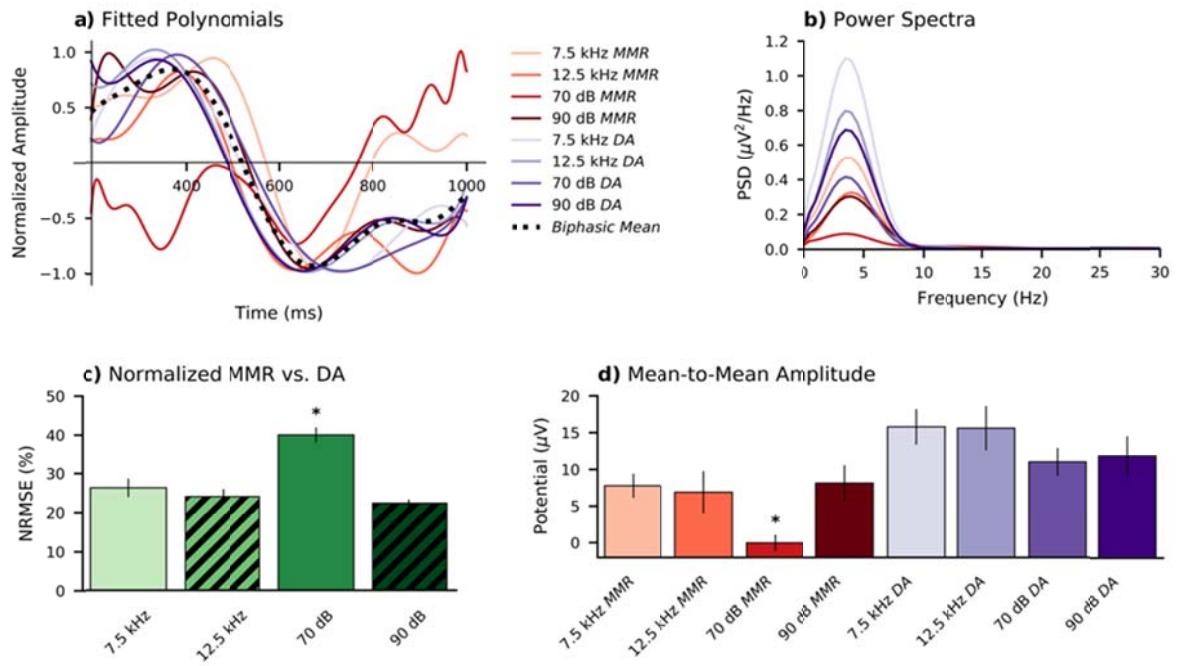 a) Fitted Polynomials
Normalized Amplitude
1.0
0.5
−0.5
−1.0
400
600
800
1000
Time (ms)
7.5 kHz MMR
12.5 kHz MMR
70 dB MMR
90 dB MMR
7.5 kHz DA
12.5 kHz DA
70 dB DA
90 dB DA
Biphasic Mean
b) Power Spectra
PSD (μV²/Hz)
1.2
1.0
0.8
0.6
0.4
0.2
0.0
0
5
10
15
20
25
30
Frequency (Hz)
c) Normalized MMR vs. DA
NRMSE (%)
50
40
30
20
10
0
*
7.5 kHz
12.5 kHz
70 dB
90 dB
d) Mean-to-Mean Amplitude
Potential (μV)
20
15
10
5
0
*
7.5 kHz MMR
12.5 kHz MMR
70 dB MMR
90 dB MMR
7.5 kHz DA
12.5 kHz DA
70 dB DA
90 dB DA